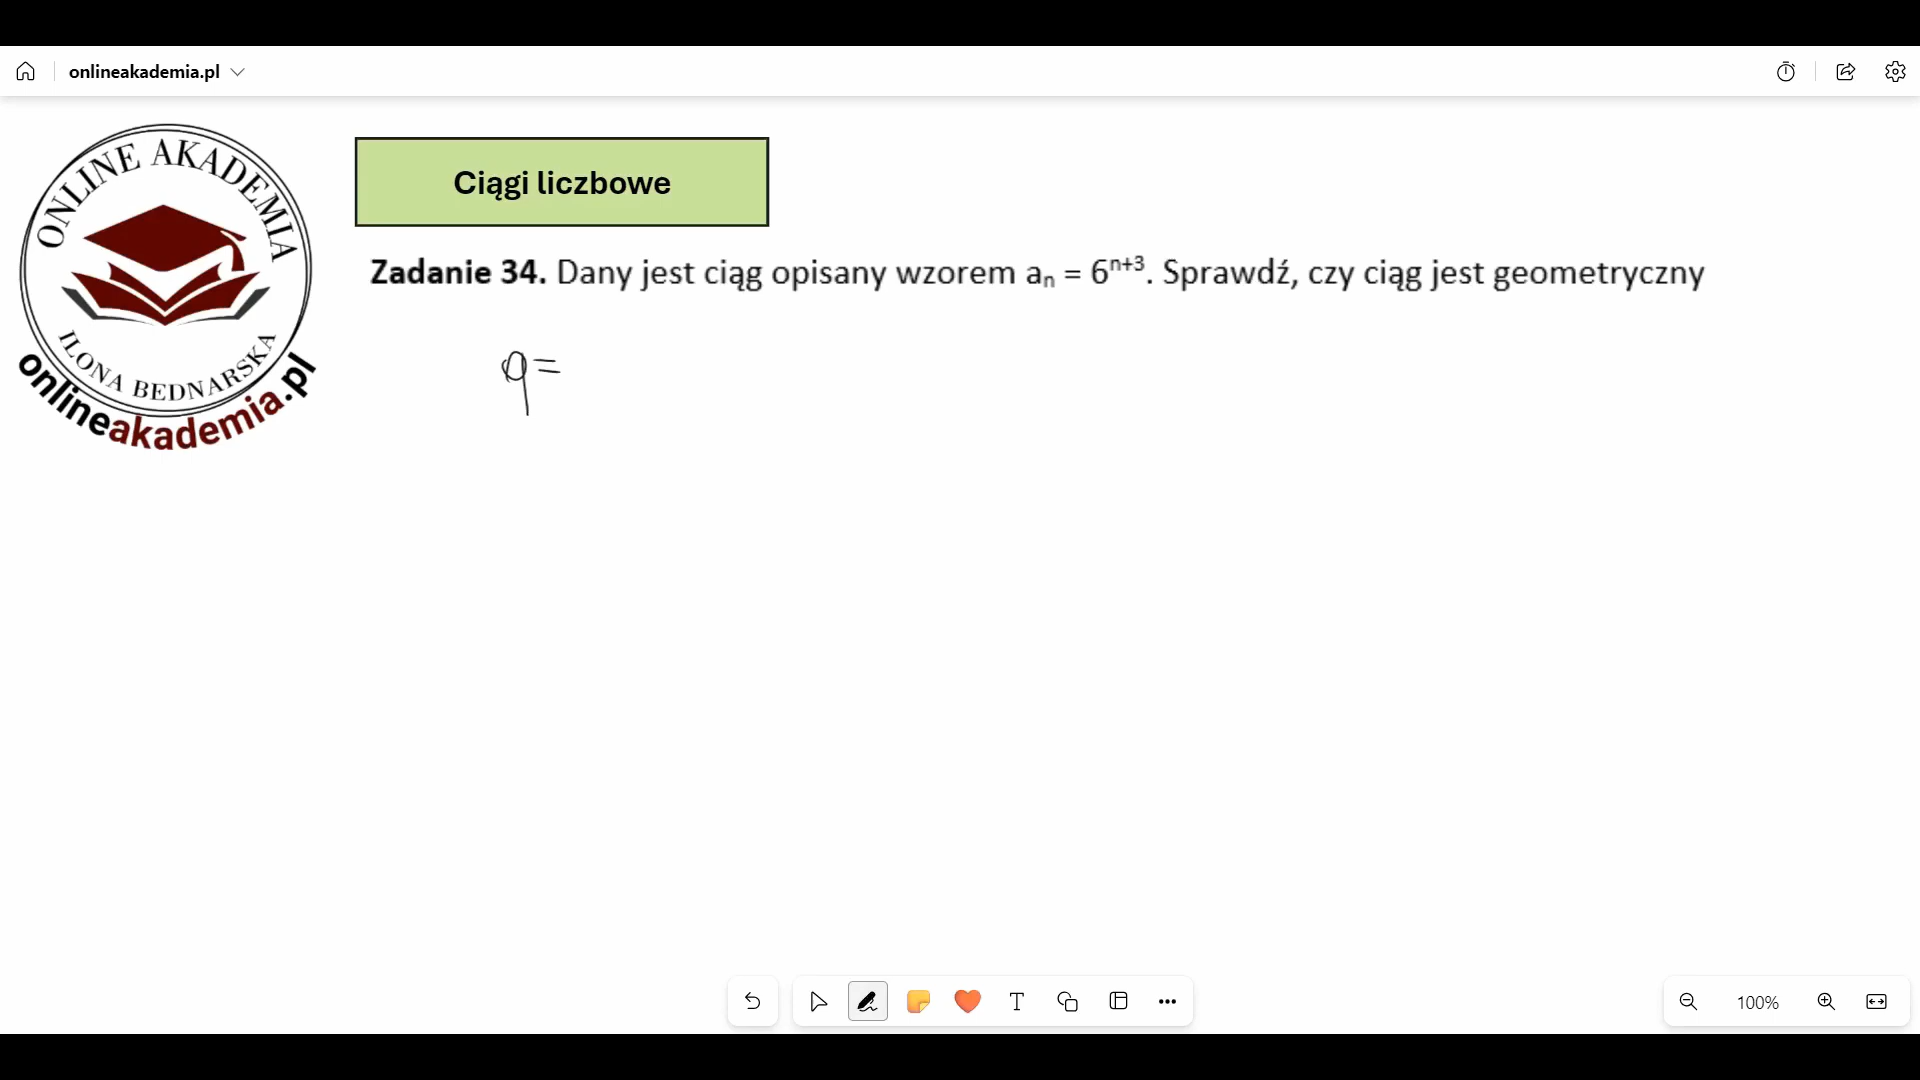 onlineakademia.pl
ONLINE AKADEMIA
ILONA BEDNARSKA
onlineakademia.pl
Ciągi liczbowe
Zadanie 34. Dany jest ciąg opisany wzorem aₙ = 6ⁿ⁺³. Sprawdź, czy ciąg jest geometryczny
q=
T
100%